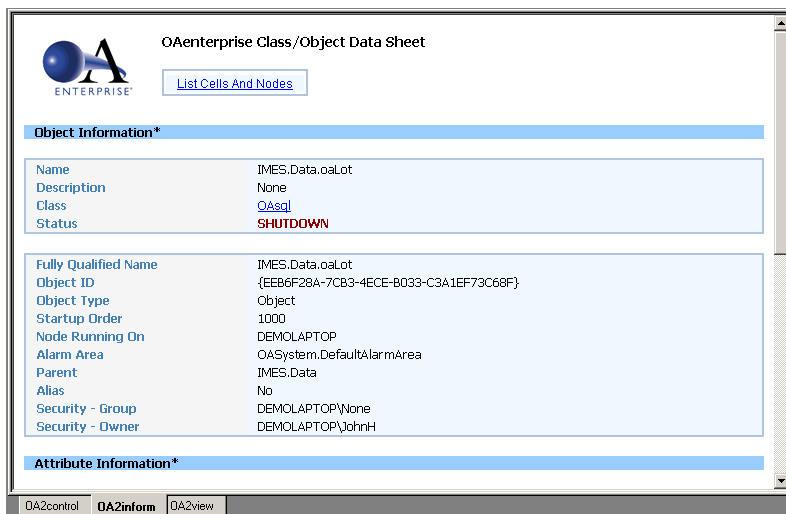 OAenterprise Class/Object Data Sheet
OA
ENTERPRISE
List Cells And Nodes
Object Information*
Name IMES.Data.oaLot
Description None
Class OAsql
Status SHUTDOWN
Fully Qualified Name IMES.Data.oaLot
Object ID {EEB6F28A-7CB3-4ECE-B033-C3A1EF73C68F}
Object Type Object
Startup Order 1000
Node Running On DEMOLAPTOP
Alarm Area OASystem.DefaultAlarmArea
Parent IMES.Data
Alias No
Security - Group DEMOLAPTOP\None
Security - Owner DEMOLAPTOP\JohnH
Attribute Information*
OA2control OA2inform OA2view